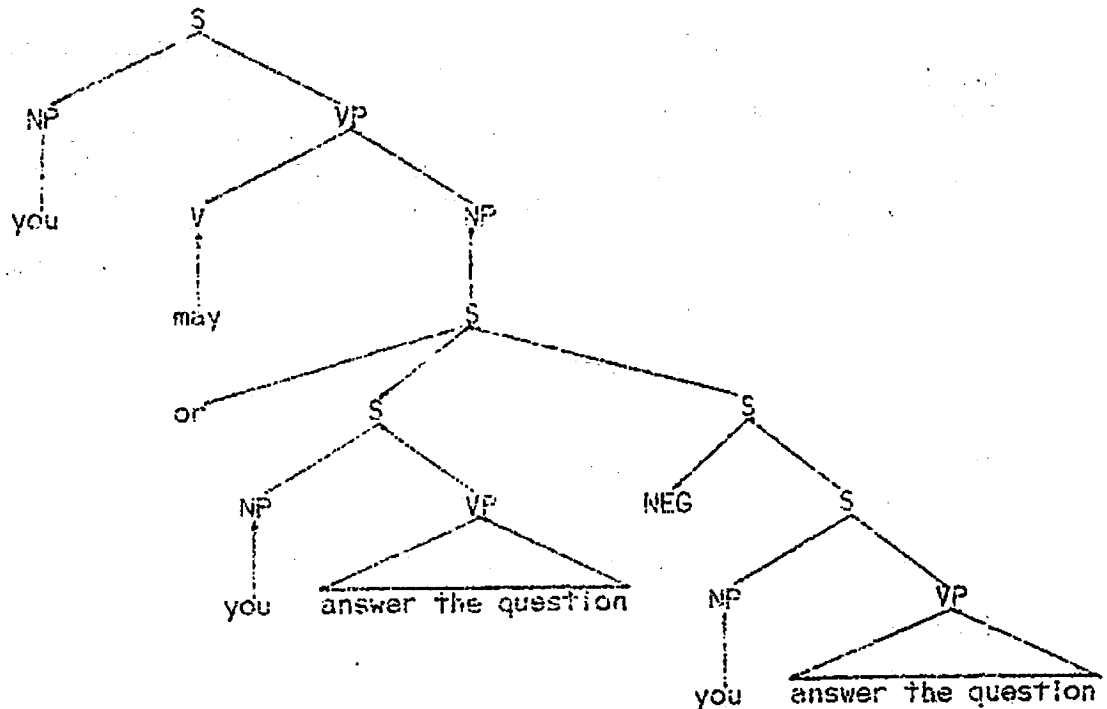 S
NP VP
you V NP
may S
or S S
NP VP NEG S
you answer the question NP VP
you answer the question